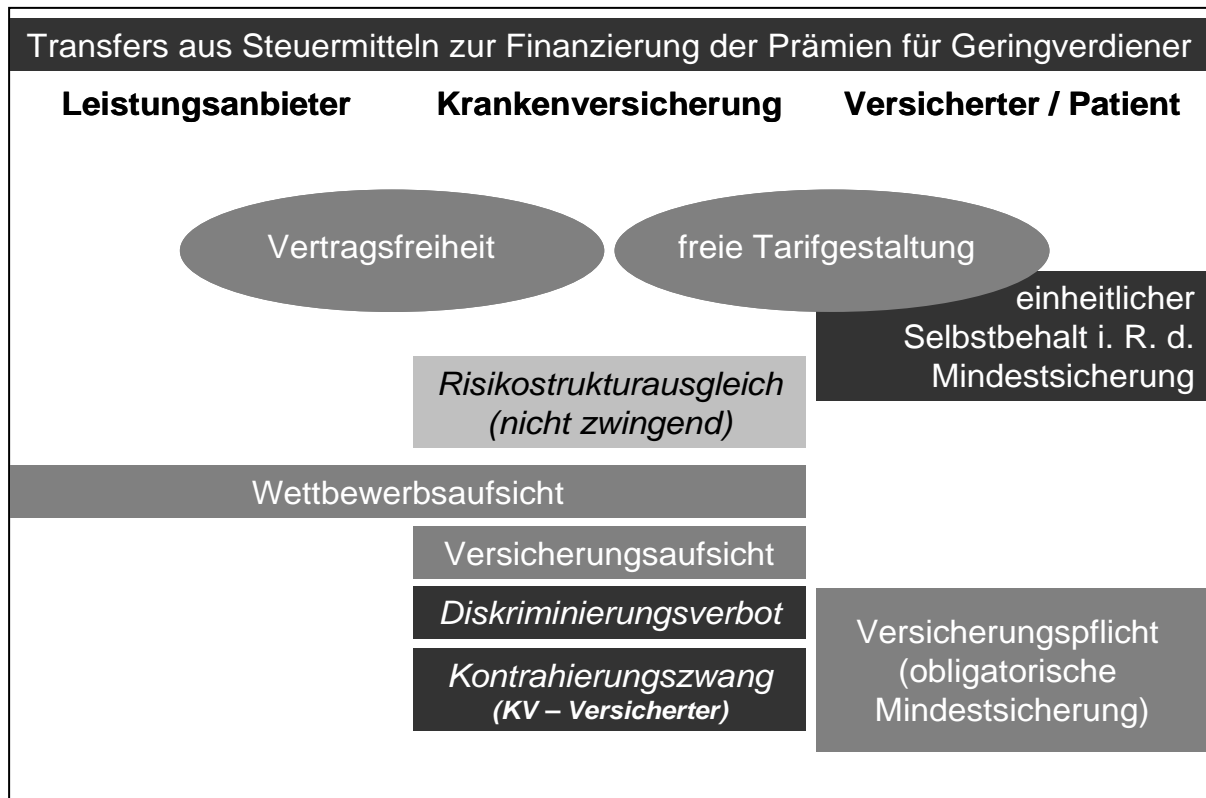 Transfers aus Steuermitteln zur Finanzierung der Prämien für Geringverdiener
Leistungsanbieter
Krankenversicherung
Versicherter / Patient
Vertragsfreiheit
freie Tarifgestaltung
einheitlicher
Selbstbehalt i. R. d.
Mindestsicherung
Risikostrukturausgleich
(nicht zwingend)
Wettbewerbsaufsicht
Versicherungsaufsicht
Diskriminierungsverbot
Kontrahierungszwang
(KV – Versicherter)
Versicherungspflicht
(obligatorische
Mindestsicherung)